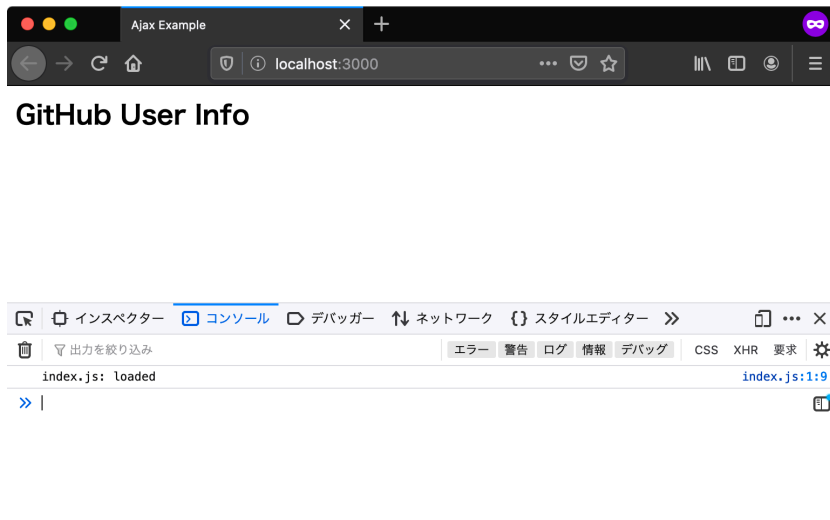 Ajax Example
localhost:3000
GitHub User Info
インスペクター コンソール デバッガー ネットワーク スタイルエディター
出力を絞り込み エラー 警告 ログ 情報 デバッグ CSS XHR 要求
index.js: loaded index.js:1:9